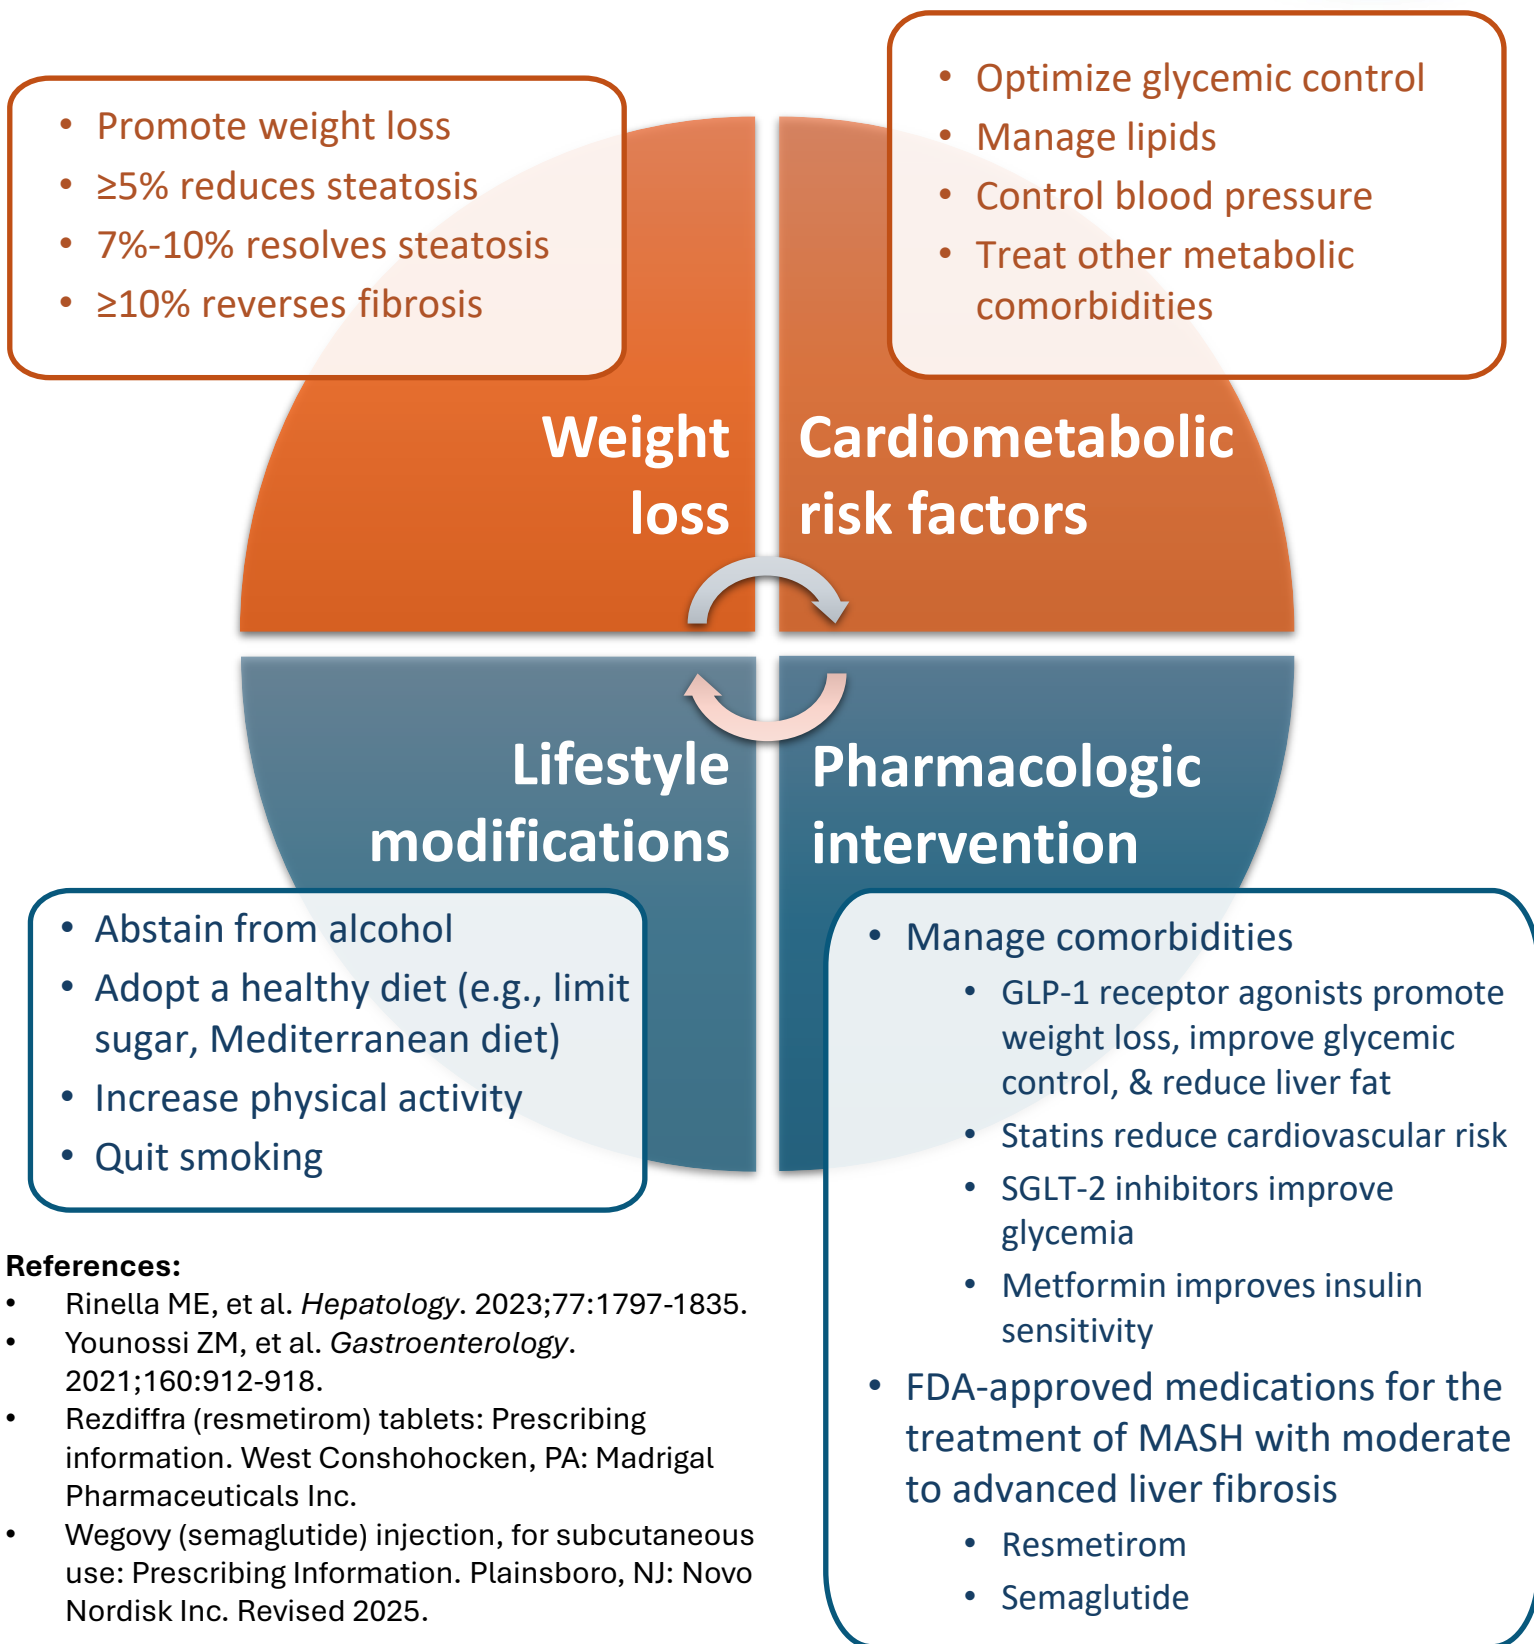 • Promote weight loss
• ≥5% reduces steatosis
• 7%-10% resolves steatosis
• ≥10% reverses fibrosis
• Optimize glycemic control
• Manage lipids
• Control blood pressure
• Treat other metabolic
comorbidities
Weight
loss
Cardiometabolic
risk factors
Lifestyle
modifications
Pharmacologic
intervention
• Abstain from alcohol
• Adopt a healthy diet (e.g., limit
sugar, Mediterranean diet)
• Increase physical activity
• Quit smoking
• Manage comorbidities
• GLP-1 receptor agonists promote
weight loss, improve glycemic
control, & reduce liver fat
• Statins reduce cardiovascular risk
• SGLT-2 inhibitors improve
glycemia
• Metformin improves insulin
sensitivity
• FDA-approved medications for the
treatment of MASH with moderate
to advanced liver fibrosis
• Resmetirom
• Semaglutide
References:
• Rinella ME, et al. Hepatology. 2023;77:1797-1835.
• Younossi ZM, et al. Gastroenterology.
2021;160:912-918.
• Rezdiffra (resmetirom) tablets: Prescribing
information. West Conshohocken, PA: Madrigal
Pharmaceuticals Inc.
• Wegovy (semaglutide) injection, for subcutaneous
use: Prescribing Information. Plainsboro, NJ: Novo
Nordisk Inc. Revised 2025.